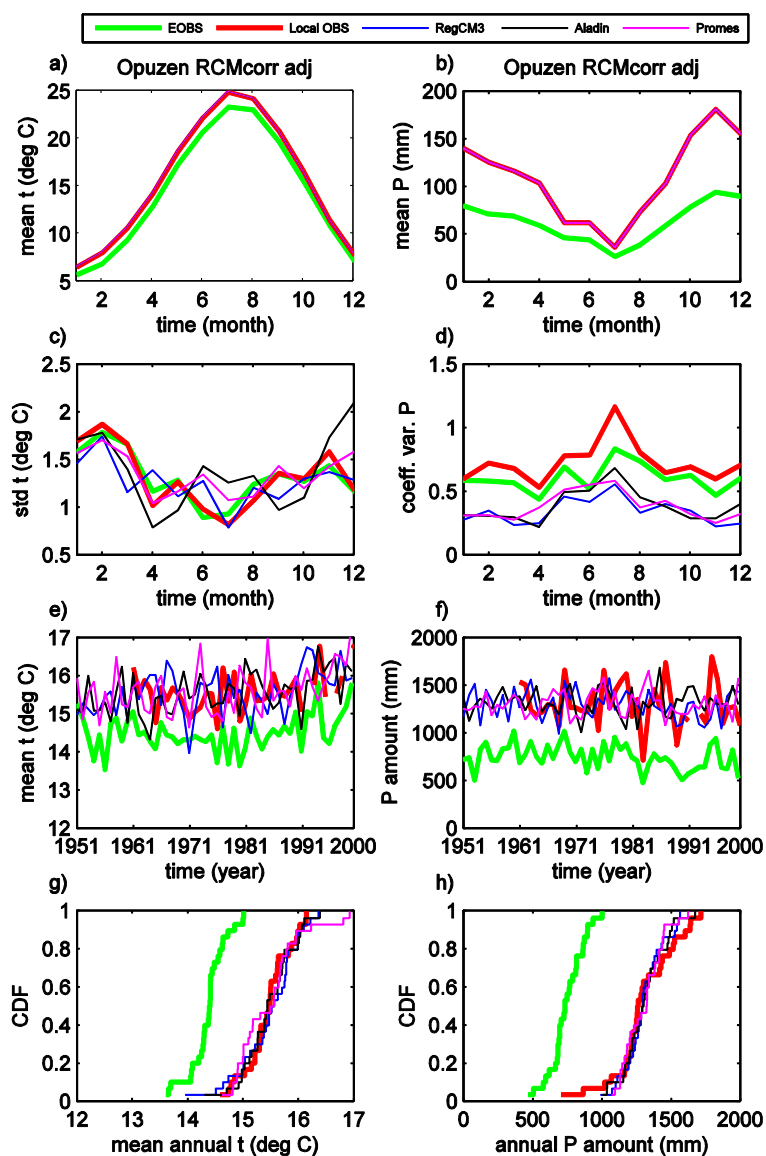 EOBS Local OBS RegCM3 Aladin Promes
a) Opuzen RCMcorr adj
mean t (deg C)
25
20
15
10
5
2 4 6 8 10 12
time (month)
b) Opuzen RCMcorr adj
mean P (mm)
200
150
100
50
0
2 4 6 8 10 12
time (month)
c)
std t (deg C)
2.5
2
1.5
1
0.5
2 4 6 8 10 12
time (month)
d)
coeff. var. P
1.5
1
0.5
0
2 4 6 8 10 12
time (month)
e)
mean t (deg C)
17
16
15
14
13
12
1951 1961 1971 1981 1991 2000
time (year)
f)
P amount (mm)
2000
1500
1000
500
0
1951 1961 1971 1981 1991 2000
time (year)
g)
CDF
1
0.8
0.6
0.4
0.2
0
12 13 14 15 16 17
mean annual t (deg C)
h)
CDF
1
0.8
0.6
0.4
0.2
0
0 500 1000 1500 2000
annual P amount (mm)